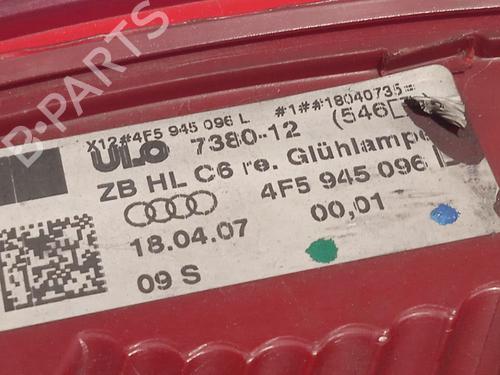 B-PARTS
X12#4F5 945 096 L #1##18040735=
ULO 7380-12 (546
ZB HL C6 re. Glühlampe
4F5 945 096
18.04.07 00,01
09 S